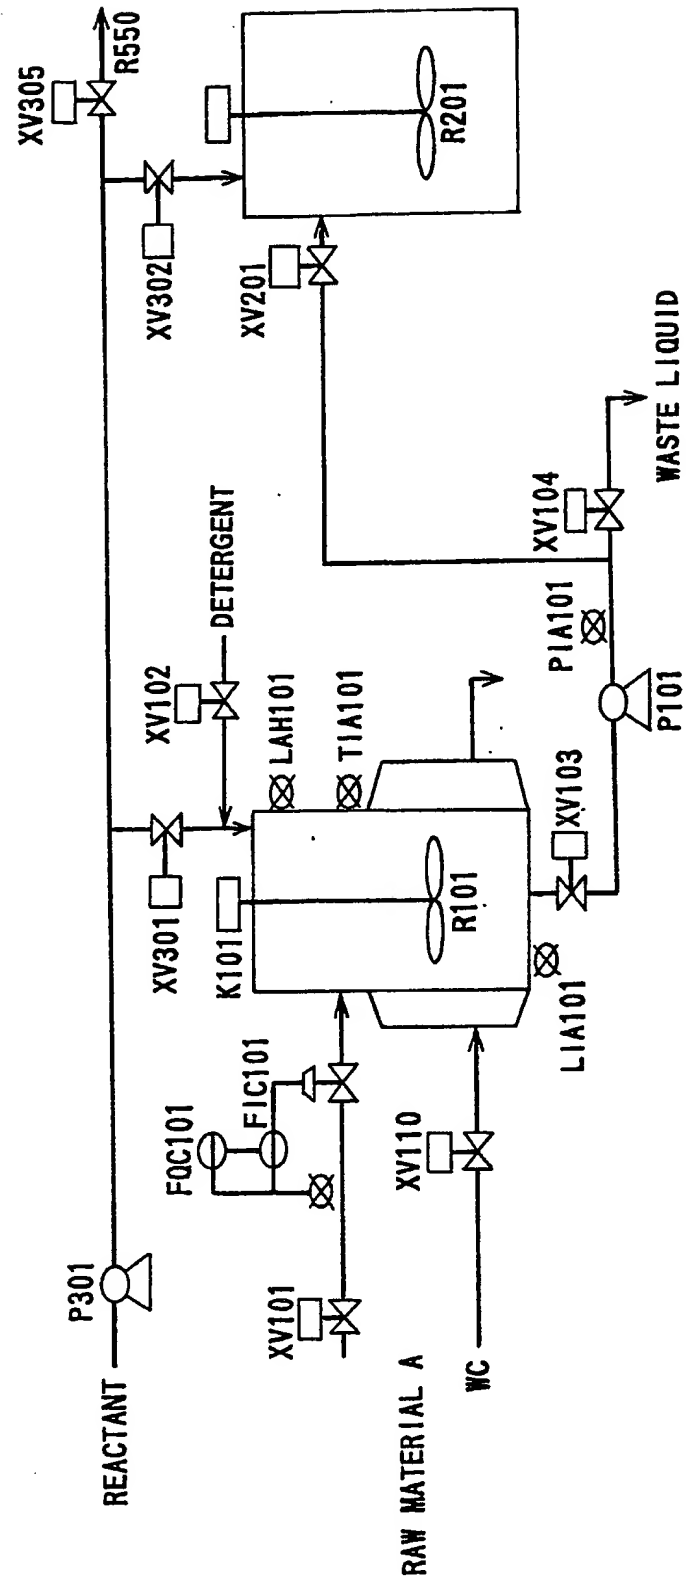 XV305
R550
XV302
R201
XV201
REACTANT
P301
XV301
XV102
DETERGENT
K101
LAH101
TIA101
FQC101
FIC101
R101
XV101
RAW MATERIAL A
XV110
WC
LIA101
XV103
P101
PIA101
XV104
WASTE LIQUID